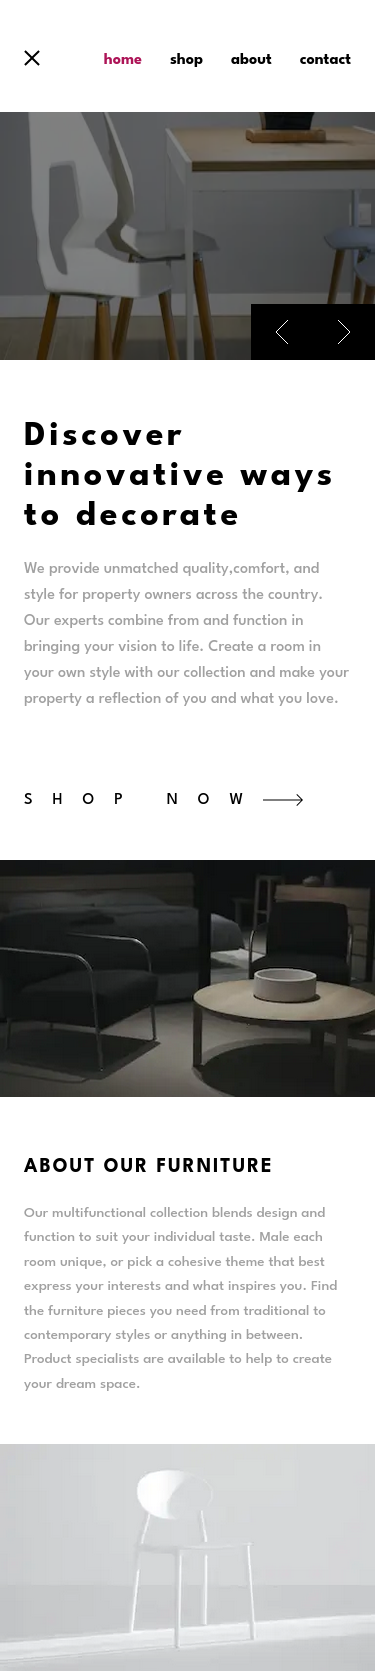 home shop about contact
Discover
innovative ways
to decorate
We provide unmatched quality,comfort, and
style for property owners across the country.
Our experts combine from and function in
bringing your vision to life. Create a room in
your own style with our collection and make your
property a reflection of you and what you love.
SHOP NOW
ABOUT OUR FURNITURE
Our multifunctional collection blends design and
function to suit your individual taste. Male each
room unique, or pick a cohesive theme that best
express your interests and what inspires you. Find
the furniture pieces you need from traditional to
contemporary styles or anything in between.
Product specialists are available to help to create
your dream space.